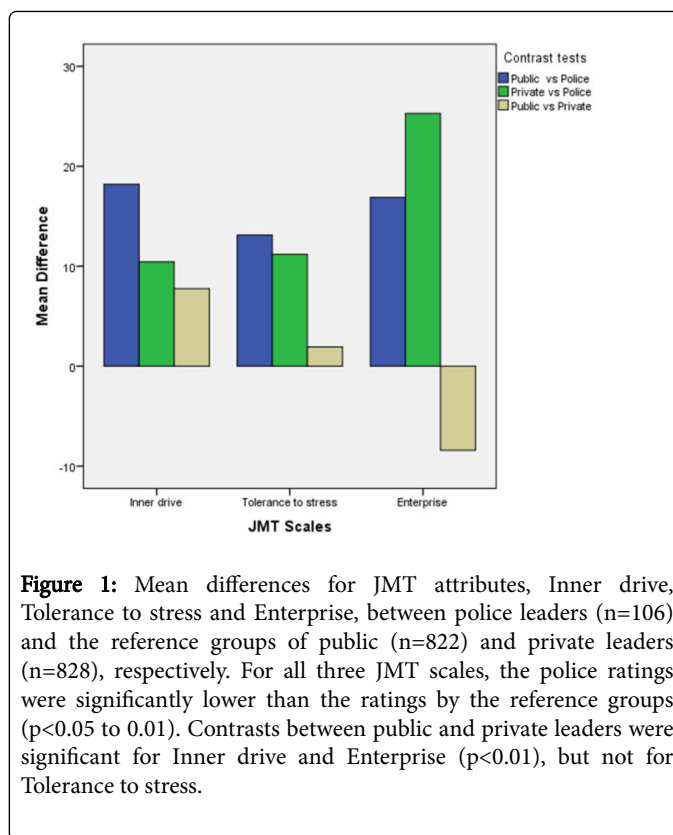 Contrast tests
Public vs Police
Private vs Police
Public vs Private
30
20
10
0
-10
Mean Difference
Inner drive
Tolerance to stress
Enterprise
JMT Scales
Figure 1: Mean differences for JMT attributes, Inner drive,
Tolerance to stress and Enterprise, between police leaders (n=106)
and the reference groups of public (n=822) and private leaders
(n=828), respectively. For all three JMT scales, the police ratings
were significantly lower than the ratings by the reference groups
(p<0.05 to 0.01). Contrasts between public and private leaders were
significant for Inner drive and Enterprise (p<0.01), but not for
Tolerance to stress.